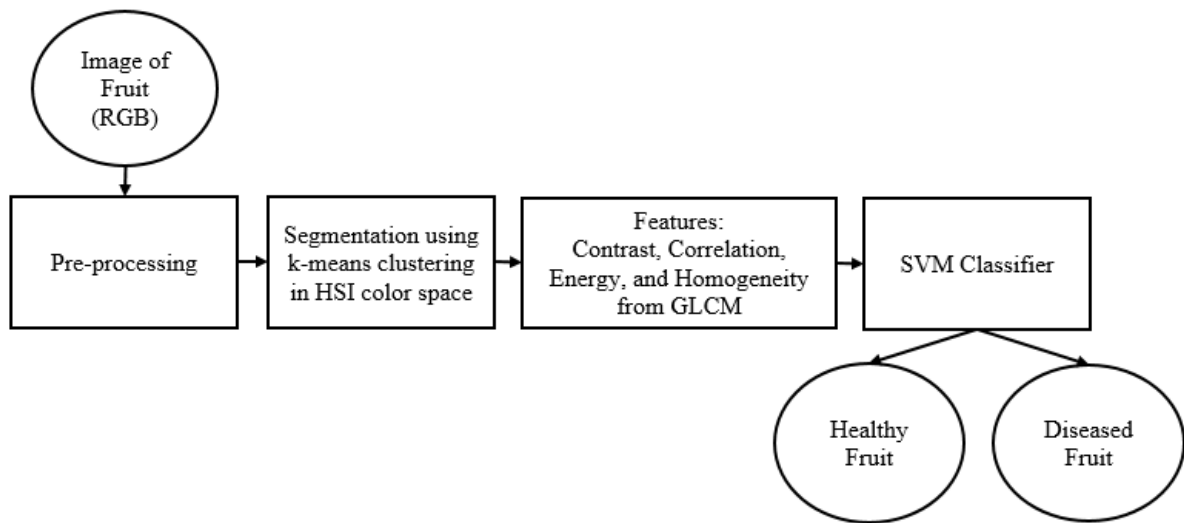 Image of
Fruit
(RGB)
Pre-processing
Segmentation using
k-means clustering
in HSI color space
Features:
Contrast, Correlation,
Energy, and Homogeneity
from GLCM
SVM Classifier
Healthy
Fruit
Diseased
Fruit